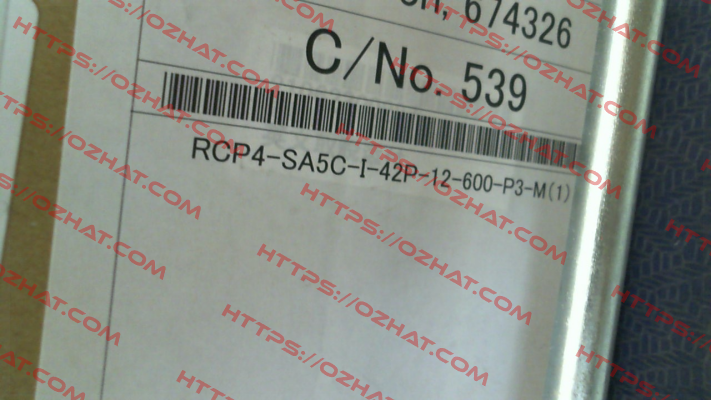 674326
C/No. 539
RCP4-SA5C-I-42P-12-600-P3-M(1)
HTTPS://OZHAT.COM